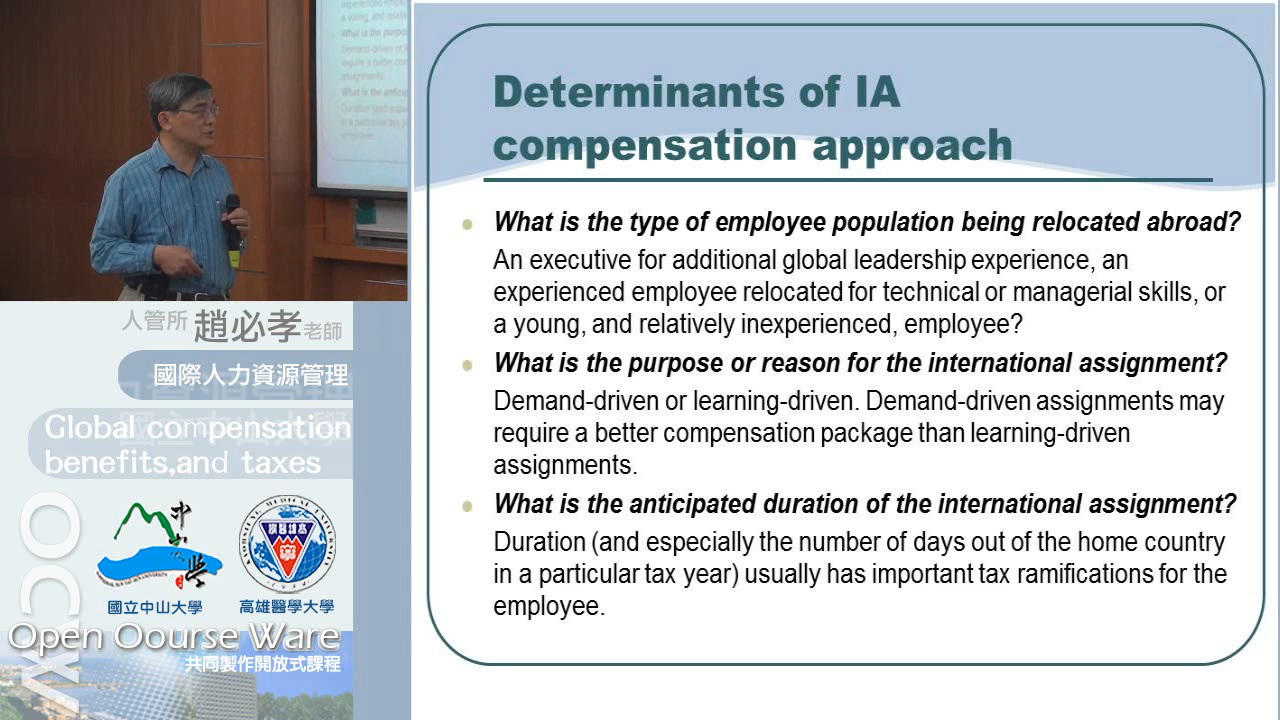 Determinants of IA
compensation approach
What is the type of employee population being relocated abroad?
An executive for additional global leadership experience, an
experienced employee relocated for technical or managerial skills, or
a young, and relatively inexperienced, employee?
What is the purpose or reason for the international assignment?
Demand-driven or learning-driven. Demand-driven assignments may
require a better compensation package than learning-driven
assignments.
What is the anticipated duration of the international assignment?
Duration (and especially the number of days out of the home country
in a particular tax year) usually has important tax ramifications for the
employee.
人管所 趙必孝老師
國際人力資源管理
Global compensation
benefits,and taxes
國立中山大學
高雄醫學大學
OCW
Open Oourse Ware
共同製作開放式課程